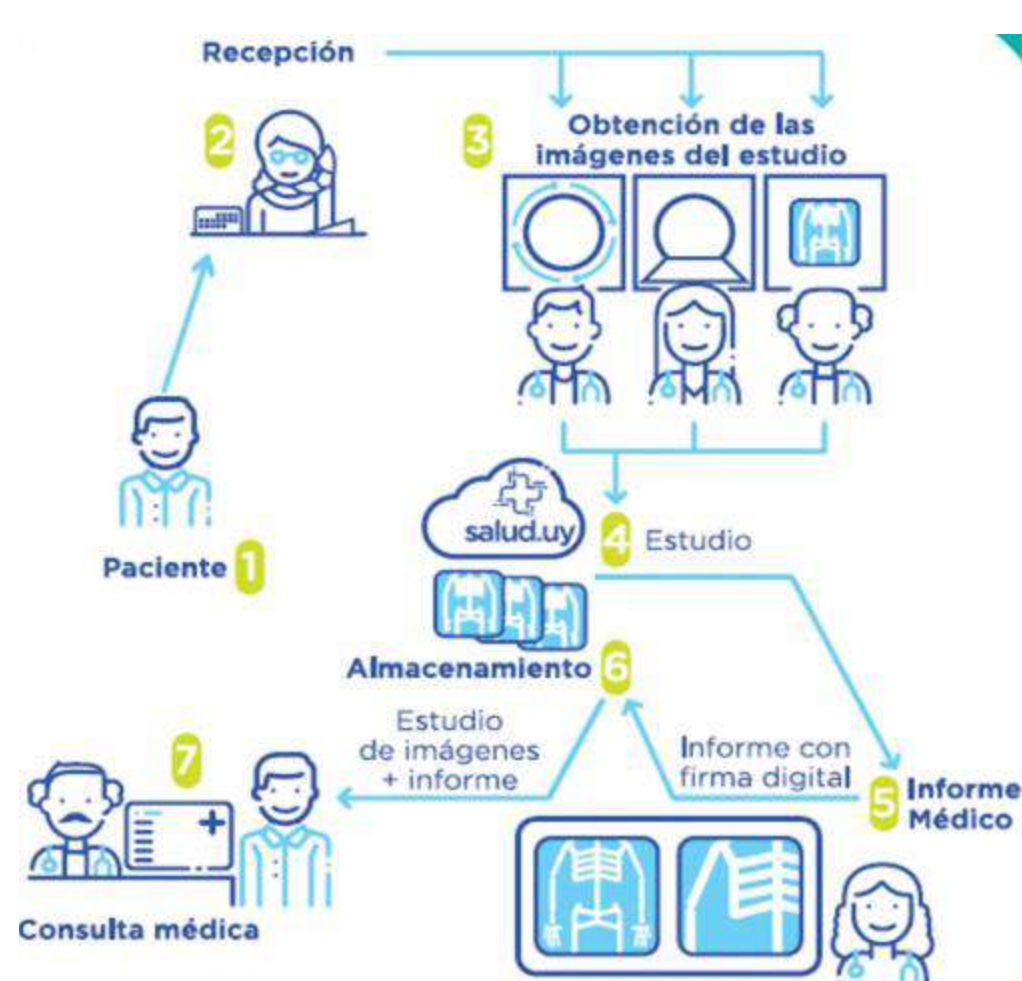 Recepción
2
3
Obtención de las
imágenes del estudio
Paciente 1
salud.uy
4 Estudio
Almacenamiento 6
Estudio
de imágenes
+ informe
Informe con
firma digital
5 Informe
Médico
7
Consulta médica